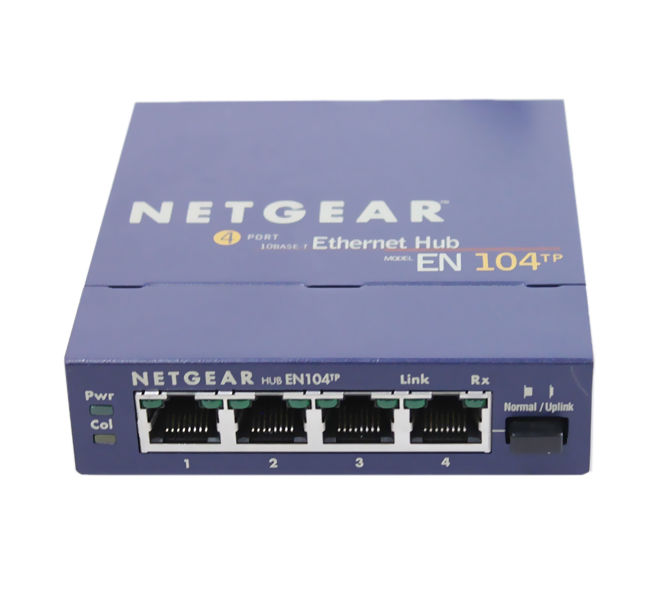 NETGEAR™
4 PORT
10BASE-T Ethernet Hub
MODEL EN 104TP
NETGEAR HUB EN104TP Link Rx
Pwr
Normal / Uplink
Col
1 2 3 4